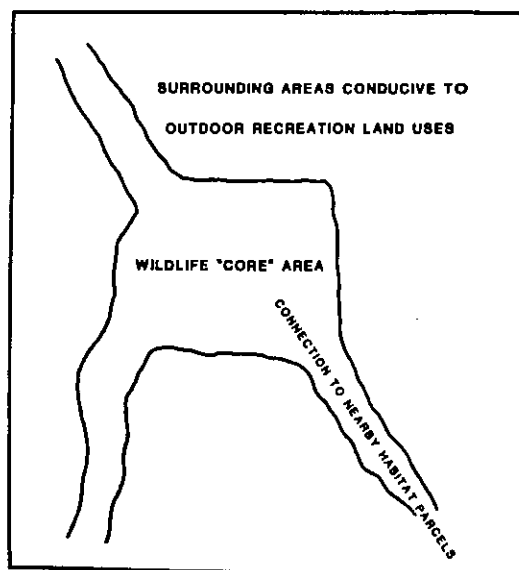 SURROUNDING AREAS CONDUCIVE TO
OUTDOOR RECREATION LAND USES
WILDLIFE "CORE" AREA
CONNECTION TO NEARBY HABITAT PARCELS